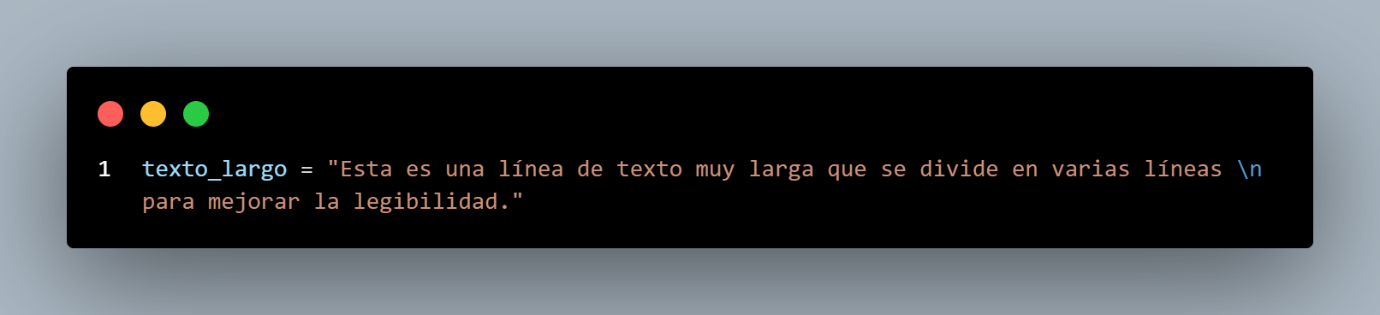 1 texto_largo = "Esta es una línea de texto muy larga que se divide en varias líneas \n
para mejorar la legibilidad."